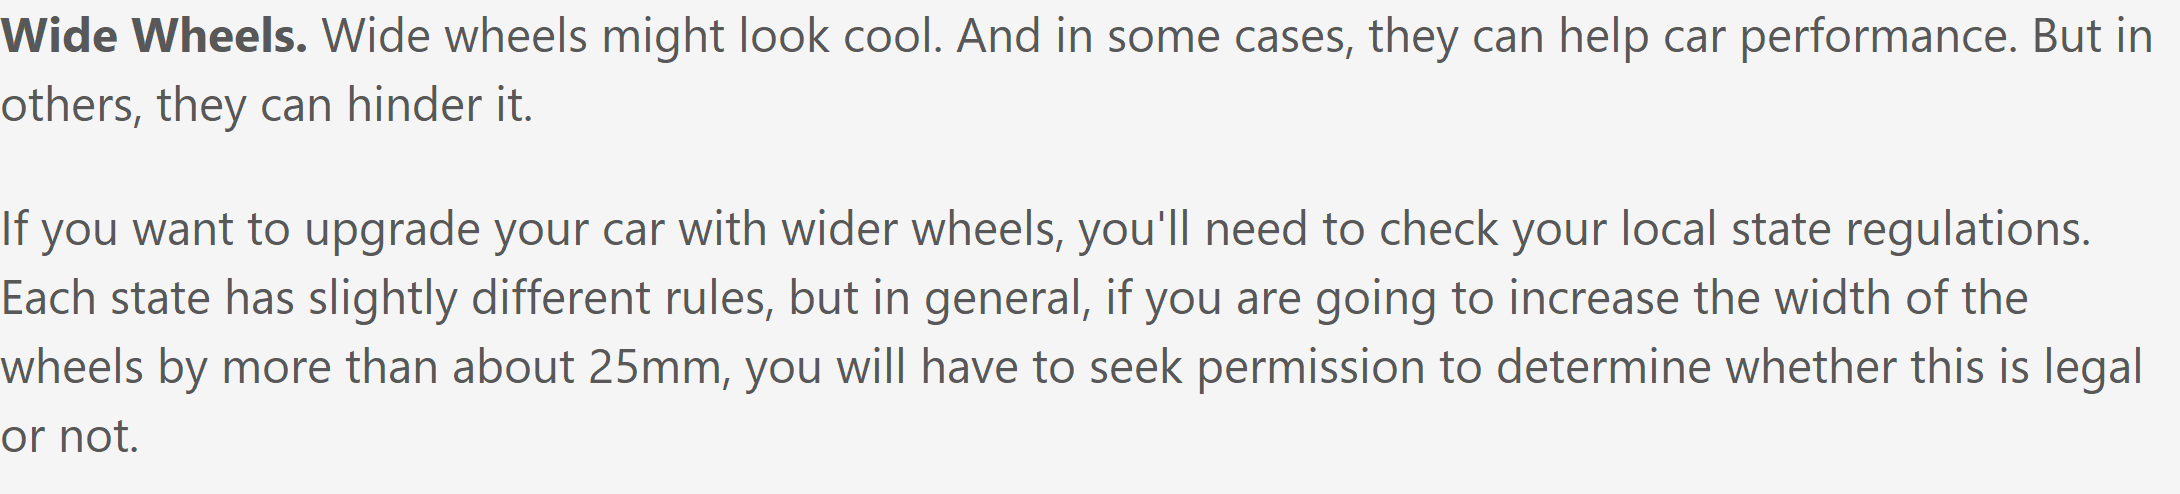 Wide Wheels. Wide wheels might look cool. And in some cases, they can help car performance. But in
others, they can hinder it.
If you want to upgrade your car with wider wheels, you'll need to check your local state regulations.
Each state has slightly different rules, but in general, if you are going to increase the width of the
wheels by more than about 25mm, you will have to seek permission to determine whether this is legal
or not.